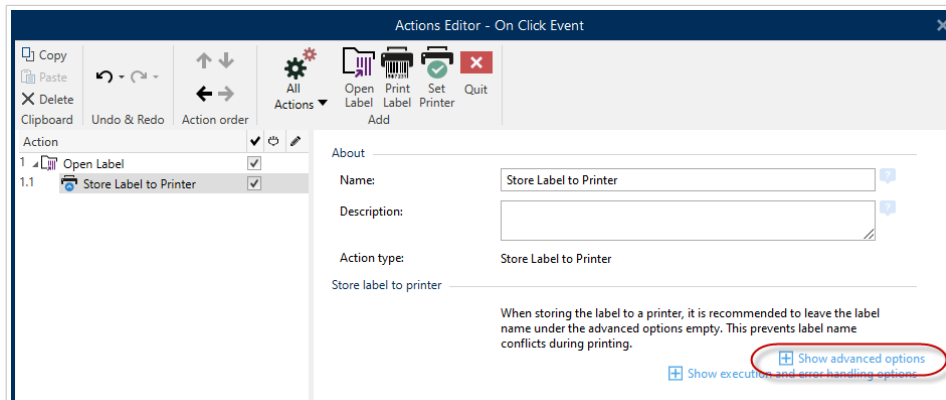 Actions Editor - On Click Event
Copy
Paste
Delete
Clipboard
Undo & Redo
Action order
All
Actions
Open
Label
Print
Label
Set
Printer
Quit
Add
Action
1 Open Label
1.1 Store Label to Printer
About
Name: Store Label to Printer
Description:
Action type: Store Label to Printer
Store label to printer
When storing the label to a printer, it is recommended to leave the label
name under the advanced options empty. This prevents label name
conflicts during printing.
Show advanced options
Show execution and error handling options